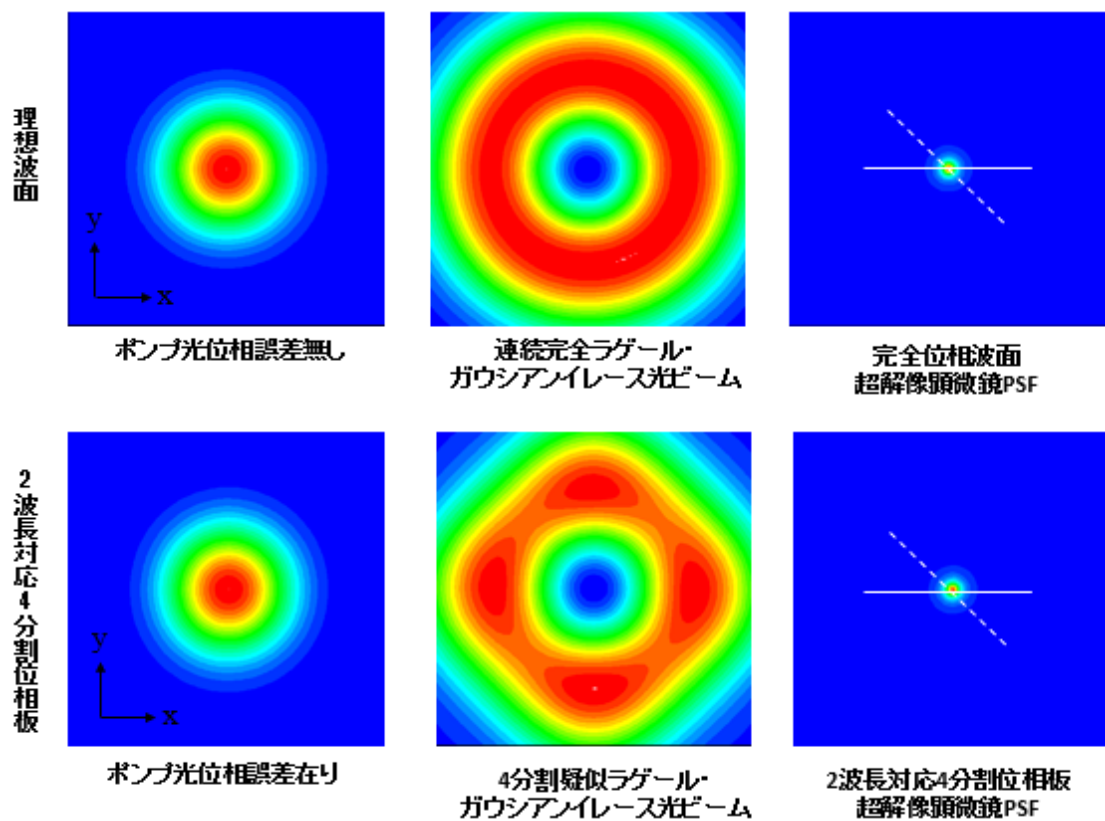 理想波面
y
x
ポンプ光位相誤差無し
連続完全ラゲール・
ガウシアンイレース光ビーム
完全位相波面
超解像顕微鏡PSF
2波長対応4分割位相板
y
x
ポンプ光位相誤差在り
4分割疑似ラゲール・
ガウシアンイレース光ビーム
2波長対応4分割位相板
超解像顕微鏡PSF